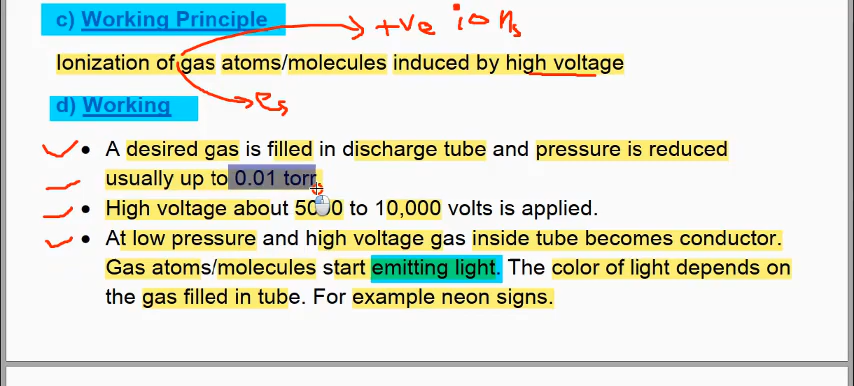 c) Working Principle
+ve ions
Ionization of gas atoms/molecules induced by high voltage
es
d) Working
• A desired gas is filled in discharge tube and pressure is reduced
usually up to 0.01 torr.
• High voltage about 5000 to 10,000 volts is applied.
• At low pressure and high voltage gas inside tube becomes conductor.
Gas atoms/molecules start emitting light. The color of light depends on
the gas filled in tube. For example neon signs.